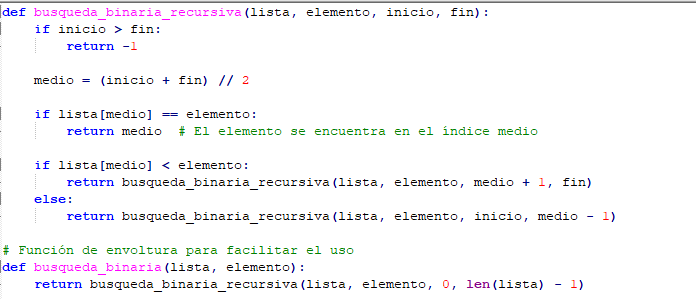 def busqueda_binaria_recursiva(lista, elemento, inicio, fin):
    if inicio > fin:
        return -1

    medio = (inicio + fin) // 2

    if lista[medio] == elemento:
        return medio  # El elemento se encuentra en el índice medio

    if lista[medio] < elemento:
        return busqueda_binaria_recursiva(lista, elemento, medio + 1, fin)
    else:
        return busqueda_binaria_recursiva(lista, elemento, inicio, medio - 1)

# Función de envoltura para facilitar el uso
def busqueda_binaria(lista, elemento):
    return busqueda_binaria_recursiva(lista, elemento, 0, len(lista) - 1)